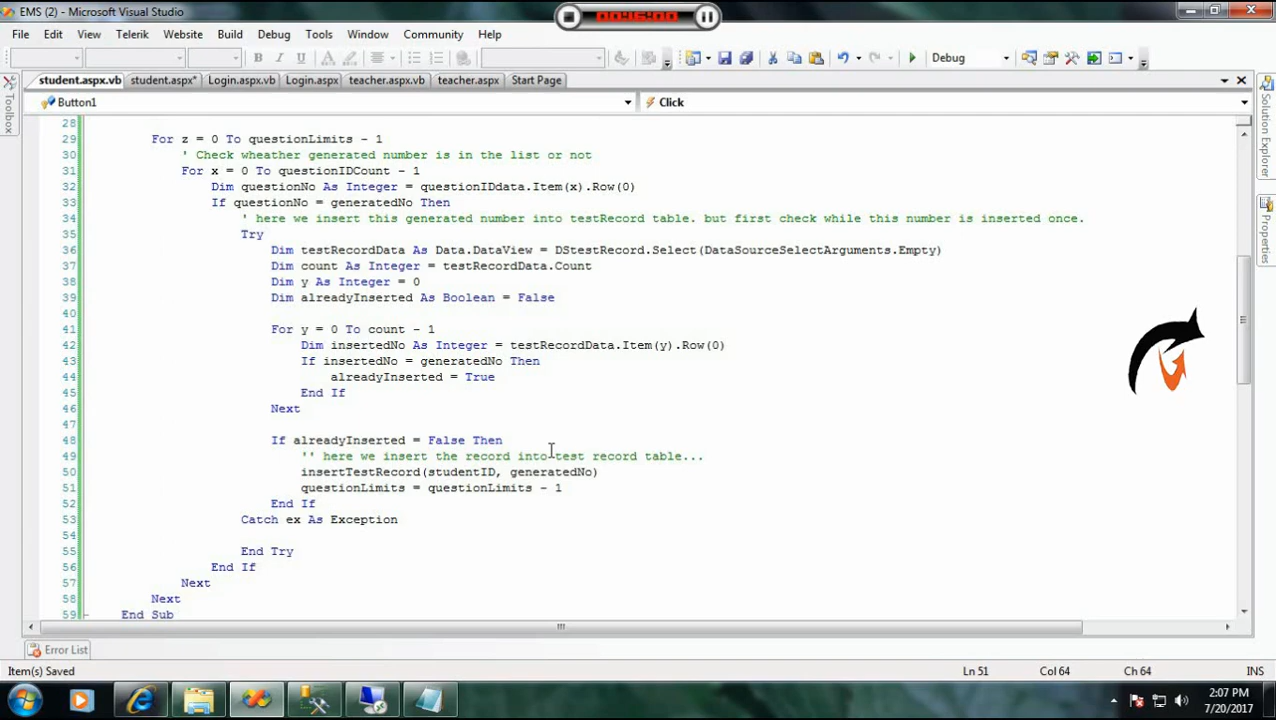 EMS (2) - Microsoft Visual Studio
File Edit View Telerik Website Build Debug Tools Window Community Help
Debug
student.aspx.vb student.aspx* Login.aspx.vb Login.aspx teacher.aspx.vb teacher.aspx Start Page
Button1 Click
Toolbox
Solution Explorer
Properties
28
29 For z = 0 To questionLimits - 1
30 ' Check wheather generated number is in the list or not
31 For x = 0 To questionIDCount - 1
32 Dim questionNo As Integer = questionIDdata.Item(x).Row(0)
33 If questionNo = generatedNo Then
34 ' here we insert this generated number into testRecord table. but first check while this number is inserted once.
35 Try
36 Dim testRecordData As Data.DataView = DStestRecord.Select(DataSourceSelectArguments.Empty)
37 Dim count As Integer = testRecordData.Count
38 Dim y As Integer = 0
39 Dim alreadyInserted As Boolean = False
40
41 For y = 0 To count - 1
42 Dim insertedNo As Integer = testRecordData.Item(y).Row(0)
43 If insertedNo = generatedNo Then
44 alreadyInserted = True
45 End If
46 Next
47
48 If alreadyInserted = False Then
49 '' here we insert the record into test record table...
50 insertTestRecord(studentID, generatedNo)
51 questionLimits = questionLimits - 1
52 End If
53 Catch ex As Exception
54
55 End Try
56 End If
57 Next
58 Next
59 End Sub
Error List
Item(s) Saved Ln 51 Col 64 Ch 64 INS
2:07 PM
7/20/2017